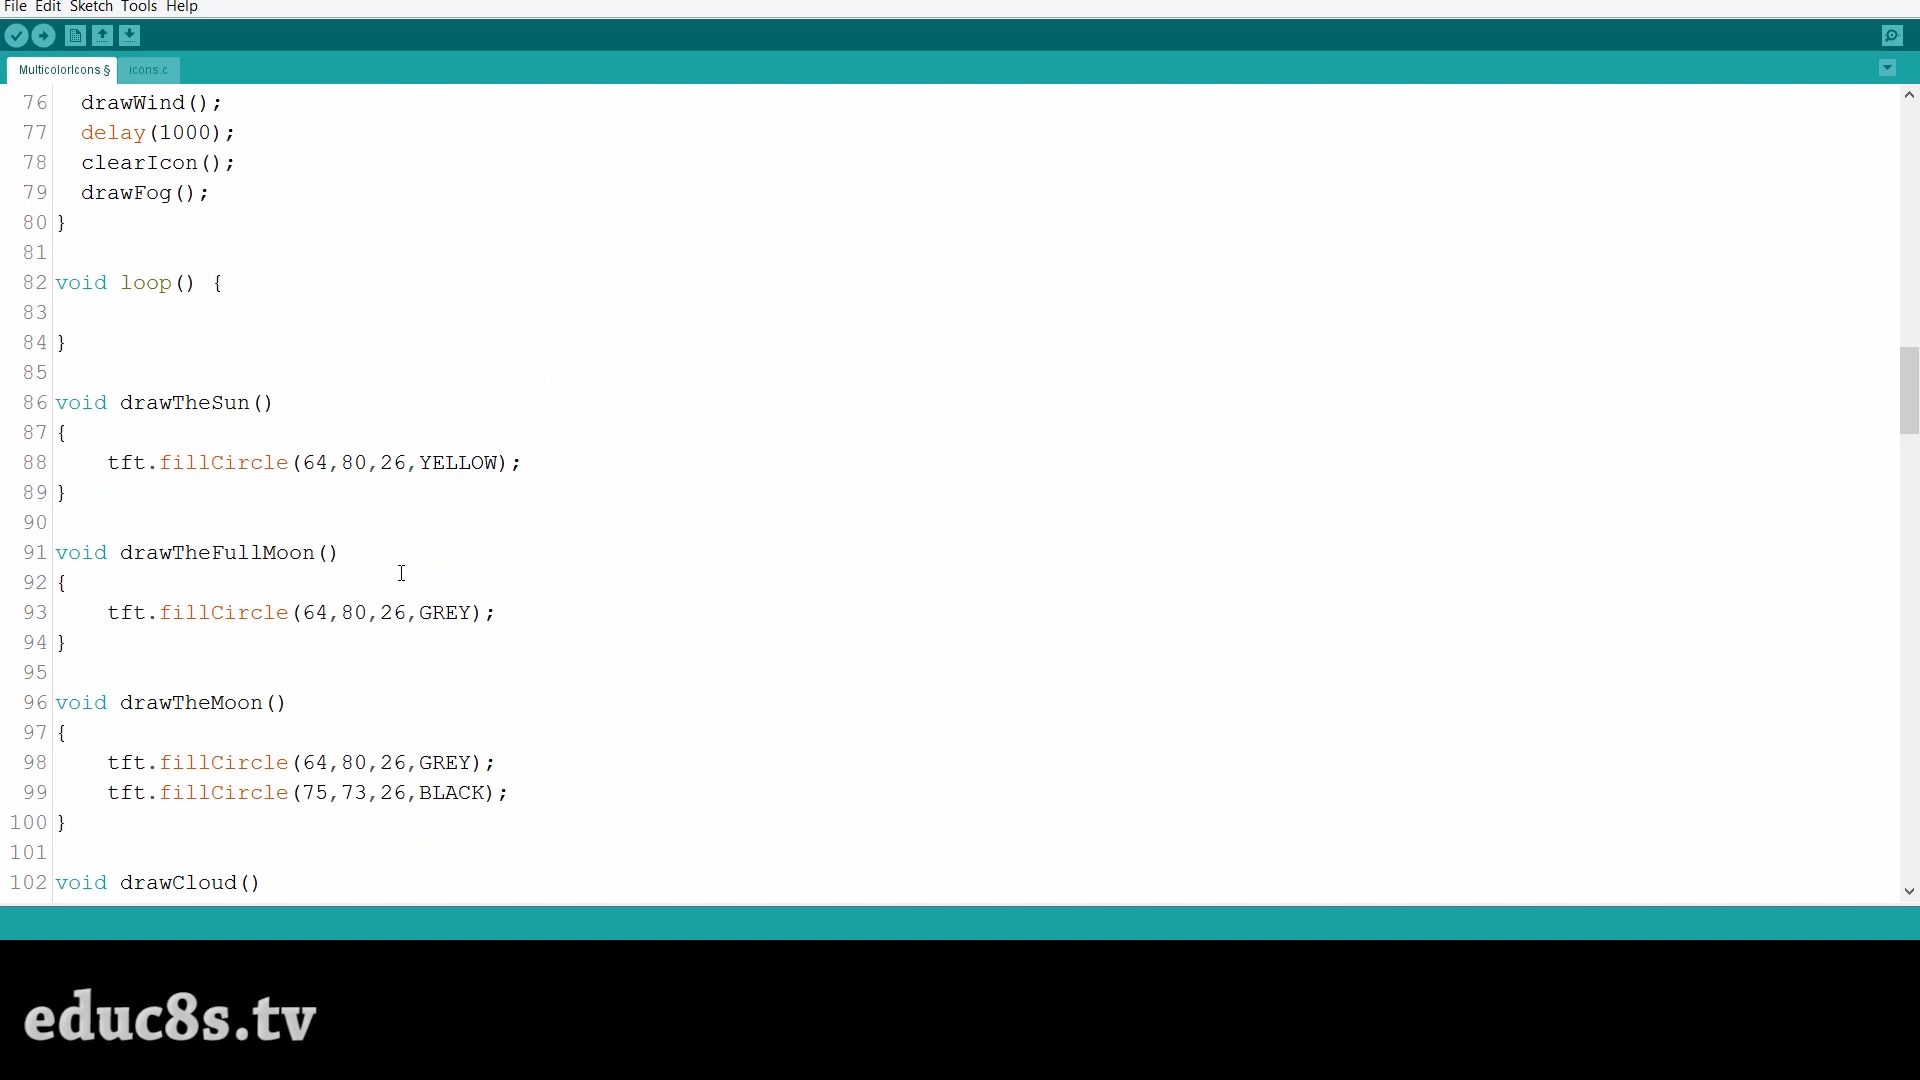 File Edit Sketch Tools Help
MulticolorIcons § icons.c
76 drawWind();
77 delay(1000);
78 clearIcon();
79 drawFog();
80 }
81
82 void loop() {
83
84 }
85
86 void drawTheSun()
87 {
88 tft.fillCircle(64,80,26,YELLOW);
89 }
90
91 void drawTheFullMoon()
92 {
93 tft.fillCircle(64,80,26,GREY);
94 }
95
96 void drawTheMoon()
97 {
98 tft.fillCircle(64,80,26,GREY);
99 tft.fillCircle(75,73,26,BLACK);
100 }
101
102 void drawCloud()
educ8s.tv